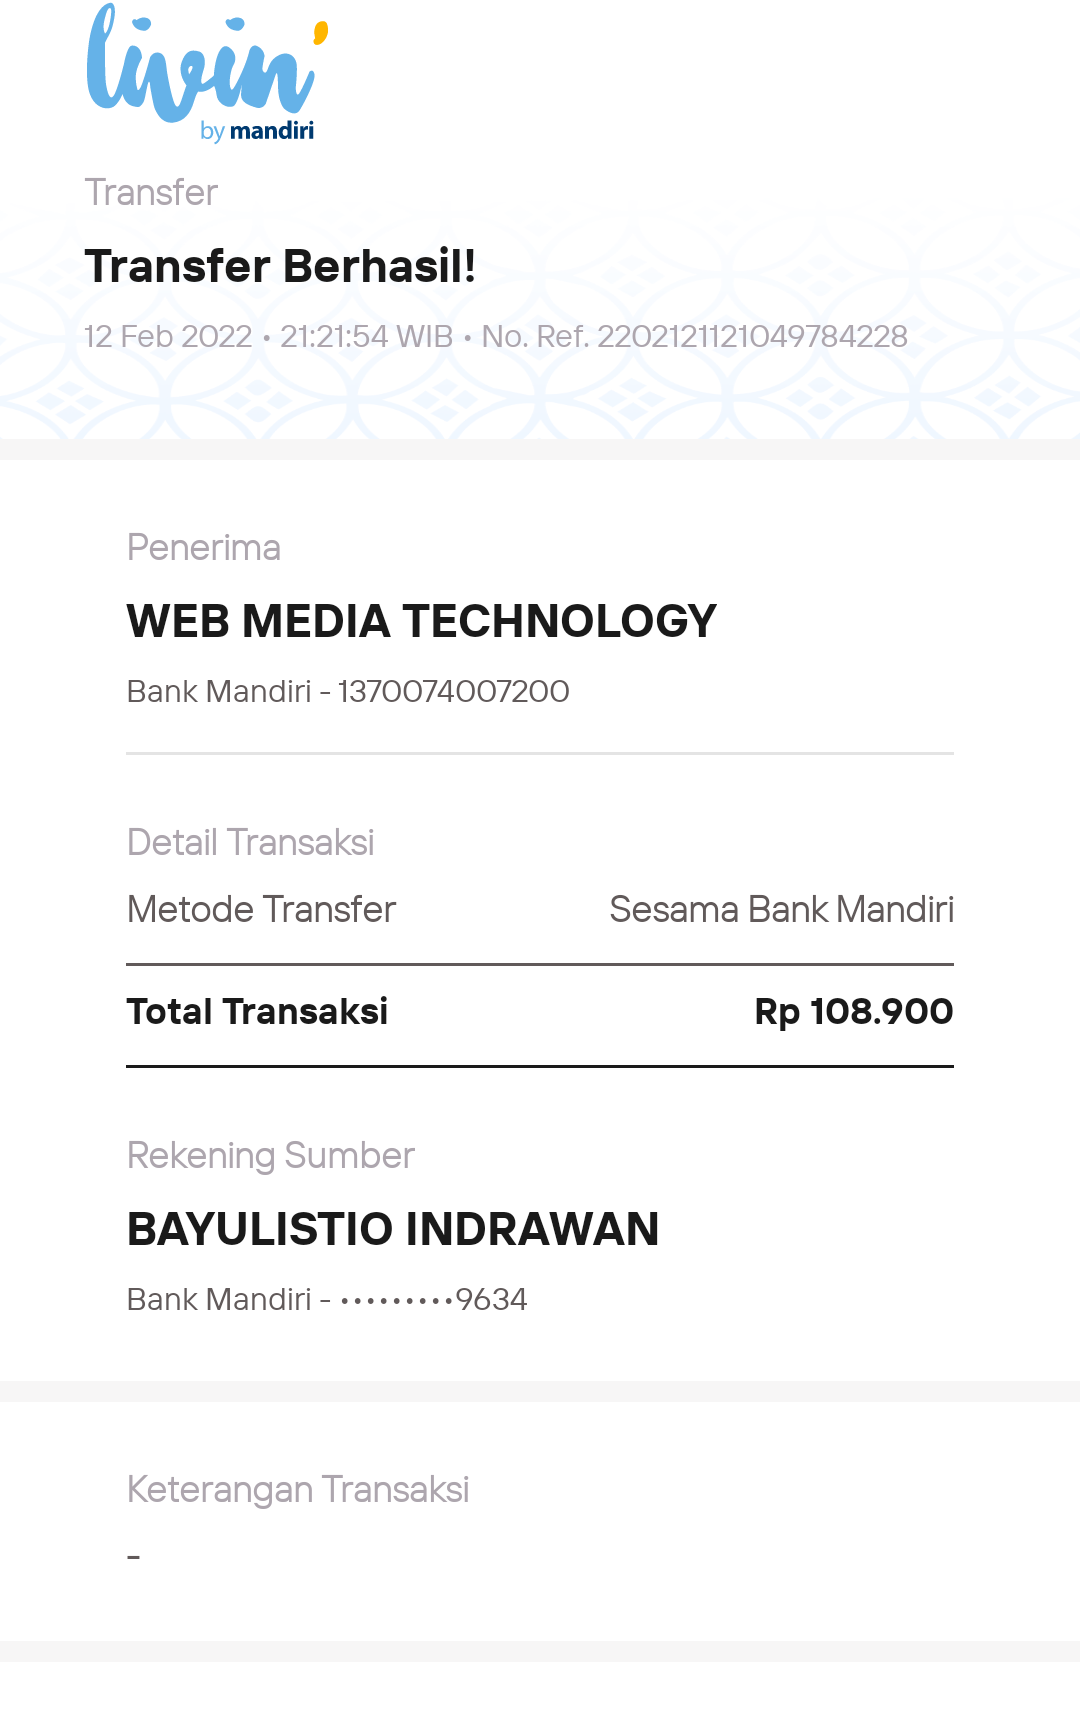 livin'
by mandiri
Transfer
Transfer Berhasil!
12 Feb 2022 • 21:21:54 WIB • No. Ref. 2202121121049784228
Penerima
WEB MEDIA TECHNOLOGY
Bank Mandiri - 1370074007200
Detail Transaksi
Metode Transfer Sesama Bank Mandiri
Total Transaksi Rp 108.900
Rekening Sumber
BAYULISTIO INDRAWAN
Bank Mandiri - •••••••••9634
Keterangan Transaksi
-